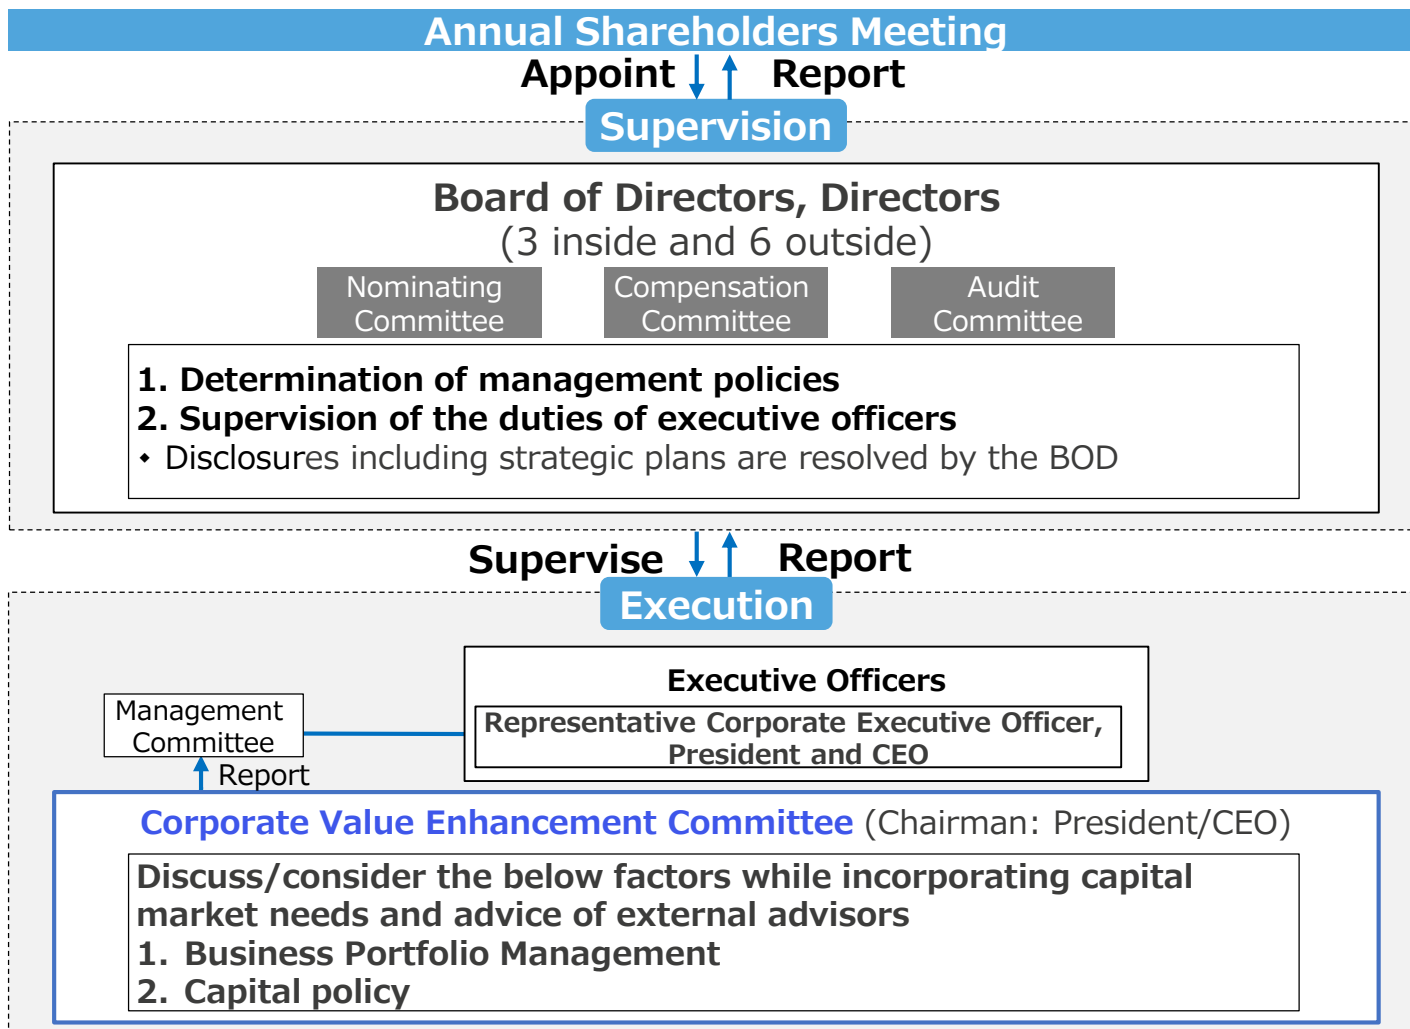 Annual Shareholders Meeting
Appoint Report
Supervision
Board of Directors, Directors
(3 inside and 6 outside)
Nominating
Committee
Compensation
Committee
Audit
Committee
1. Determination of management policies
2. Supervision of the duties of executive officers
◆ Disclosures including strategic plans are resolved by the BOD
Supervise Report
Execution
Executive Officers
Representative Corporate Executive Officer,
President and CEO
Management
Committee
Report
Corporate Value Enhancement Committee (Chairman: President/CEO)
Discuss/consider the below factors while incorporating capital
market needs and advice of external advisors
1. Business Portfolio Management
2. Capital policy